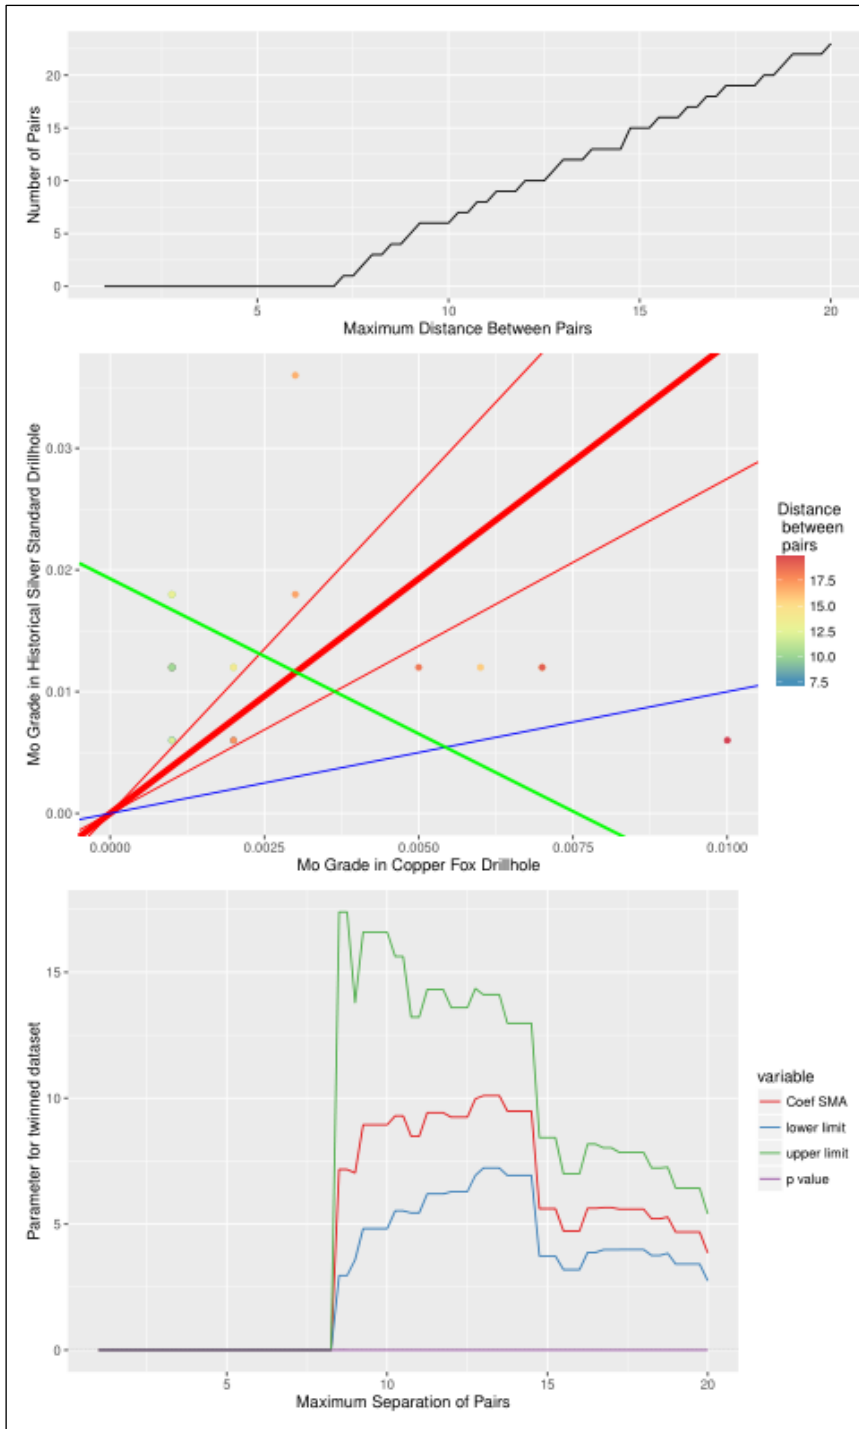 20
15
10
5
0
Number of Pairs
5
10
15
20
Maximum Distance Between Pairs
0.03
0.02
0.01
0.00
Mo Grade in Historical Silver Standard Drillhole
0.0000
0.0025
0.0050
0.0075
0.0100
Mo Grade in Copper Fox Drillhole
Distance
between
pairs
17.5
15.0
12.5
10.0
7.5
15
10
5
0
Parameter for twinned dataset
5
10
15
20
Maximum Separation of Pairs
variable
Coef SMA
lower limit
upper limit
p value